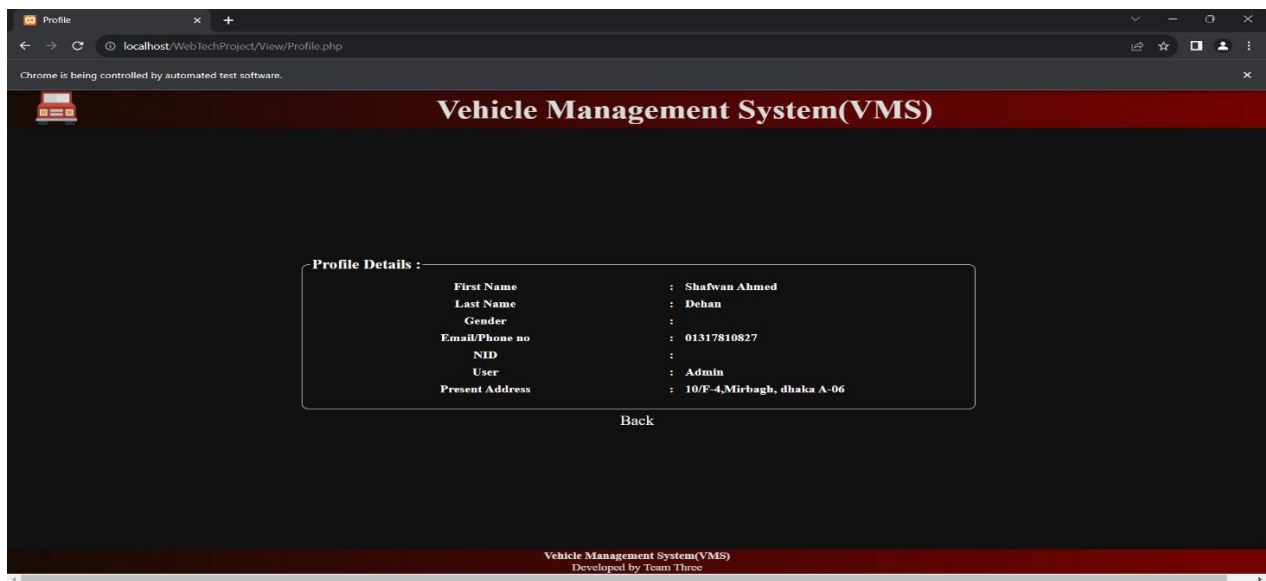 Profile
localhost/WebTechProject/View/Profile.php
Chrome is being controlled by automated test software.
Vehicle Management System(VMS)
Profile Details :
First Name : Shafwan Ahmed
Last Name : Dehan
Gender :
Email/Phone no : 01317810827
NID :
User : Admin
Present Address : 10/F-4,Mirbagh, dhaka A-06
Back
Vehicle Management System(VMS)
Developed by Team Three